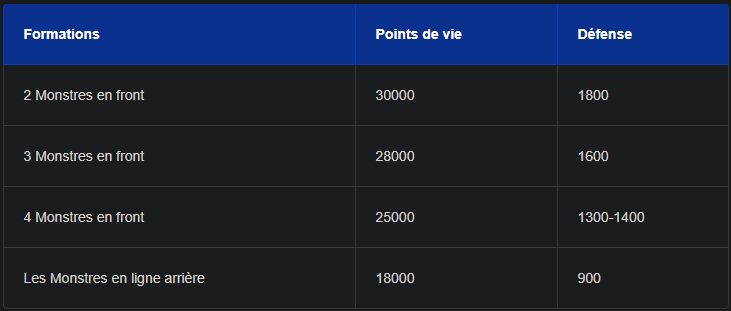 Formations Points de vie Défense
2 Monstres en front 30000 1800
3 Monstres en front 28000 1600
4 Monstres en front 25000 1300-1400
Les Monstres en ligne arrière 18000 900